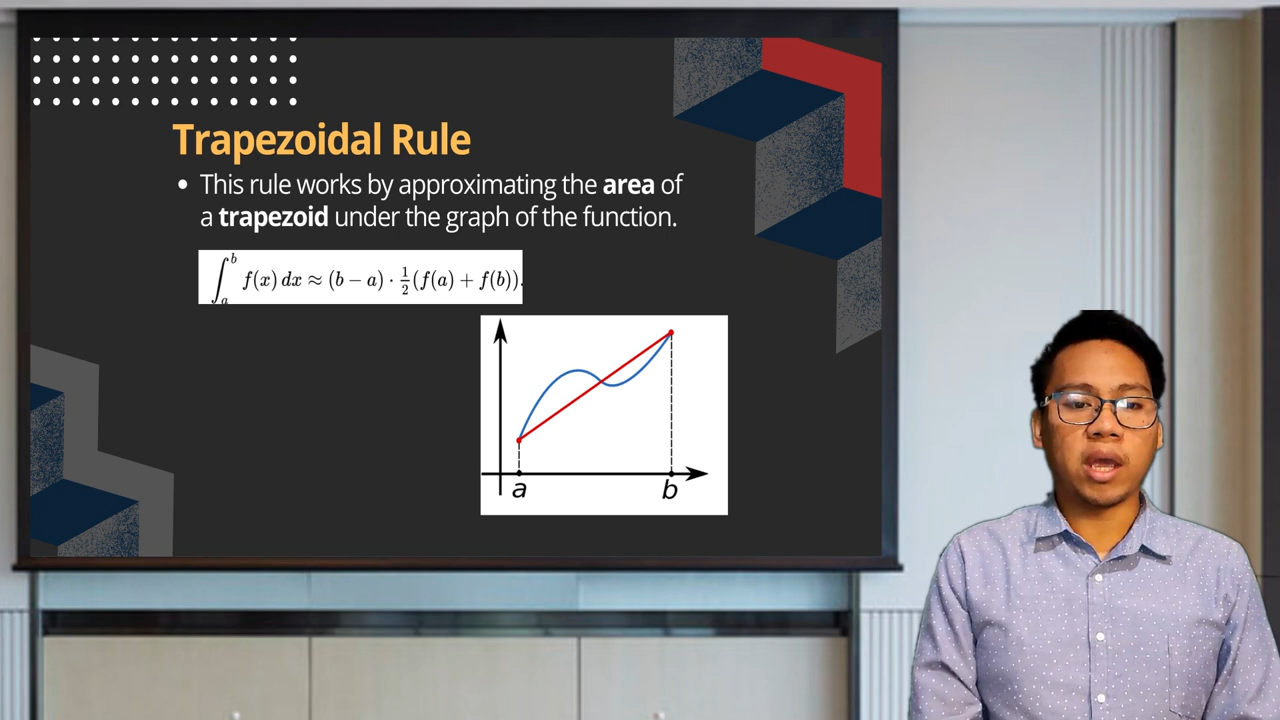 Trapezoidal Rule
• This rule works by approximating the area of
a trapezoid under the graph of the function.
∫_a^b f(x) dx ≈ (b − a) · ½(f(a) + f(b)).
a b